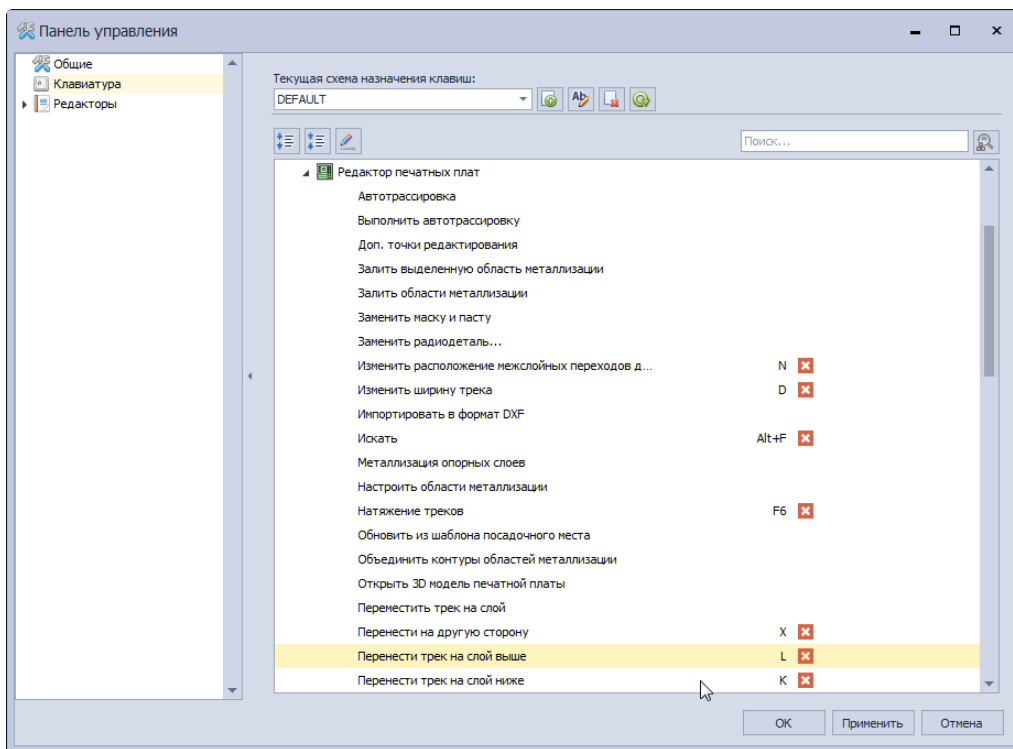 Панель управления
Общие
Клавиатура
Редакторы
Текущая схема назначения клавиш:
DEFAULT
Поиск...
Редактор печатных плат
Автотрассировка
Выполнить автотрассировку
Доп. точки редактирования
Залить выделенную область металлизации
Залить области металлизации
Заменить маску и пасту
Заменить радиодеталь...
Изменить расположение межслойных переходов д... N
Изменить ширину трека D
Импортировать в формат DXF
Искать Alt+F
Металлизация опорных слоев
Настроить области металлизации
Натяжение треков F6
Обновить из шаблона посадочного места
Объединить контуры областей металлизации
Открыть 3D модель печатной платы
Переместить трек на слой
Перенести на другую сторону X
Перенести трек на слой выше L
Перенести трек на слой ниже K
ОК Применить Отмена